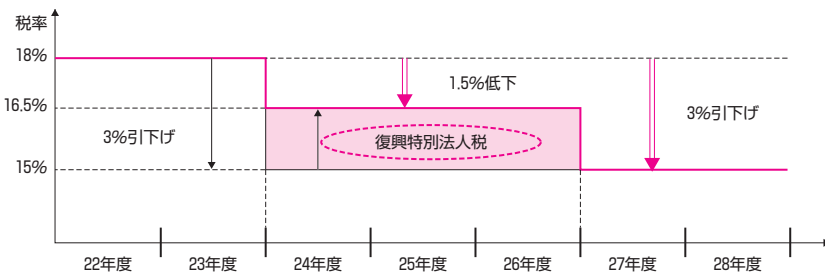 税率
18%
1.5%低下
16.5%
3%引下げ
3%引下げ
復興特別法人税
15%
22年度 23年度 24年度 25年度 26年度 27年度 28年度